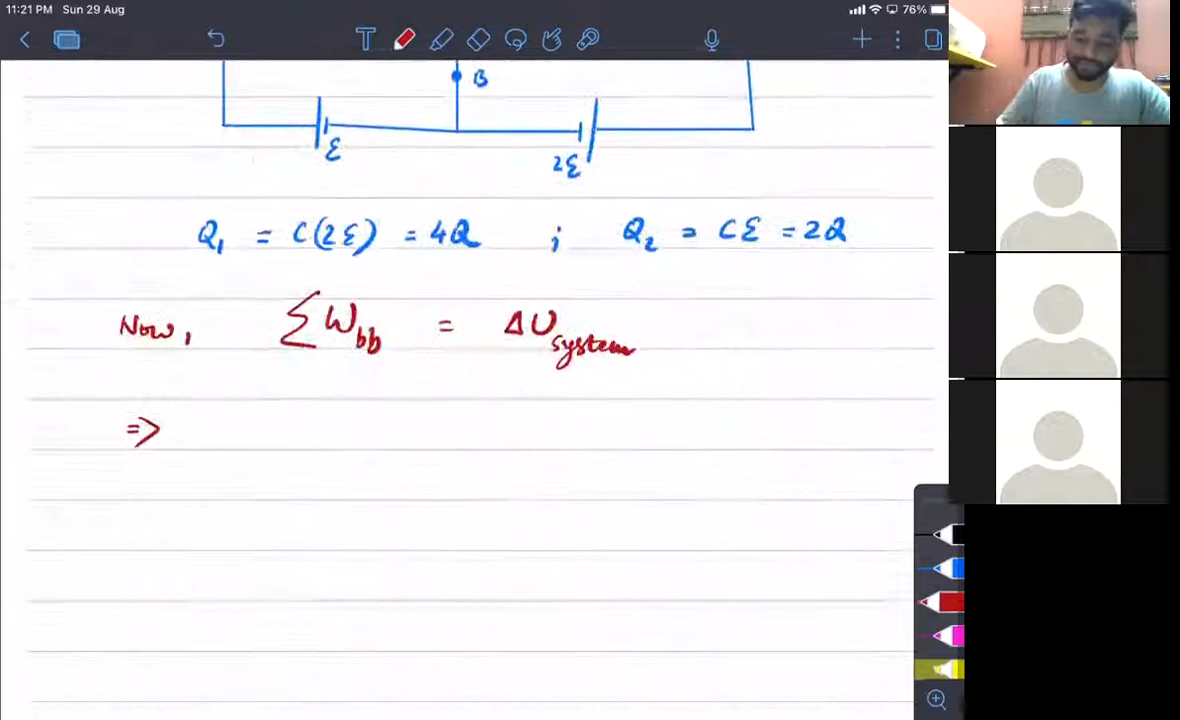 11:21 PM Sun 29 Aug 76%
T
B
ε
2ε
Q₁ = C(2ε) = 4Q ; Q₂ = Cε = 2Q
Now, ΣW_bb = ΔU_system
=>